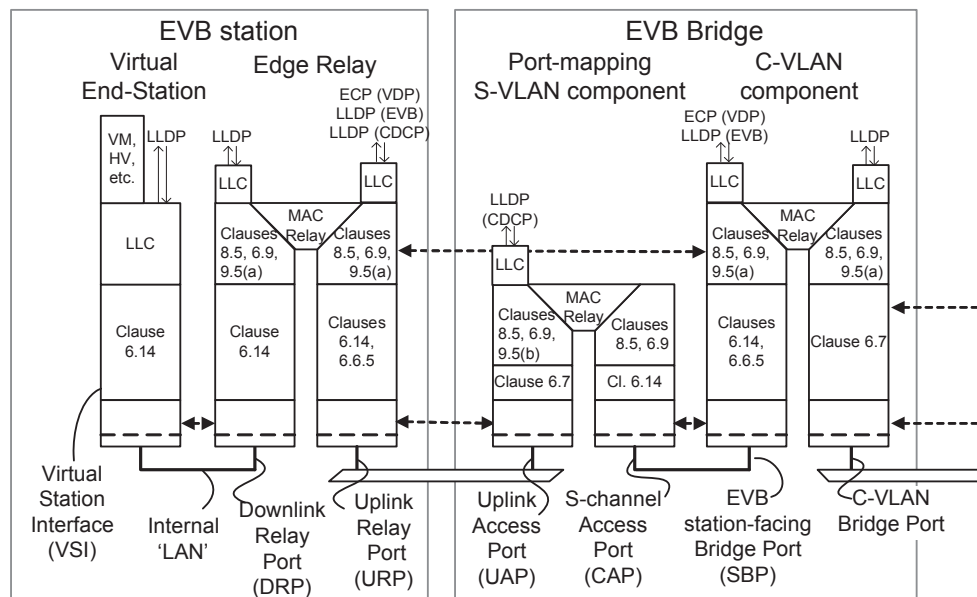 EVB station
Virtual
End-Station
Edge Relay
VM,
HV,
etc.
LLDP
LLC
Clause
6.14
LLDP
LLC
Clauses
8.5, 6.9,
9.5(a)
Clause
6.14
MAC
Relay
ECP (VDP)
LLDP (EVB)
LLDP (CDCP)
LLC
Clauses
8.5, 6.9,
9.5(a)
Clauses
6.14,
6.6.5
Virtual
Station
Interface
(VSI)
Internal
'LAN'
Downlink
Relay
Port
(DRP)
Uplink
Relay
Port
(URP)
EVB Bridge
Port-mapping
S-VLAN component
C-VLAN
component
LLDP
(CDCP)
LLC
Clauses
8.5, 6.9,
9.5(b)
Clause 6.7
MAC
Relay
Clauses
8.5, 6.9
Cl. 6.14
ECP (VDP)
LLDP (EVB)
LLC
Clauses
8.5, 6.9,
9.5(a)
Clauses
6.14,
6.6.5
MAC
Relay
LLDP
LLC
Clauses
8.5, 6.9,
9.5(a)
Clause 6.7
Uplink
Access
Port
(UAP)
S-channel
Access
Port
(CAP)
EVB
station-facing
Bridge Port
(SBP)
C-VLAN
Bridge Port